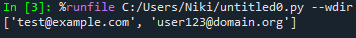 In [3]: %runfile C:/Users/Niki/untitled0.py --wdir
['test@example.com', 'user123@domain.org']